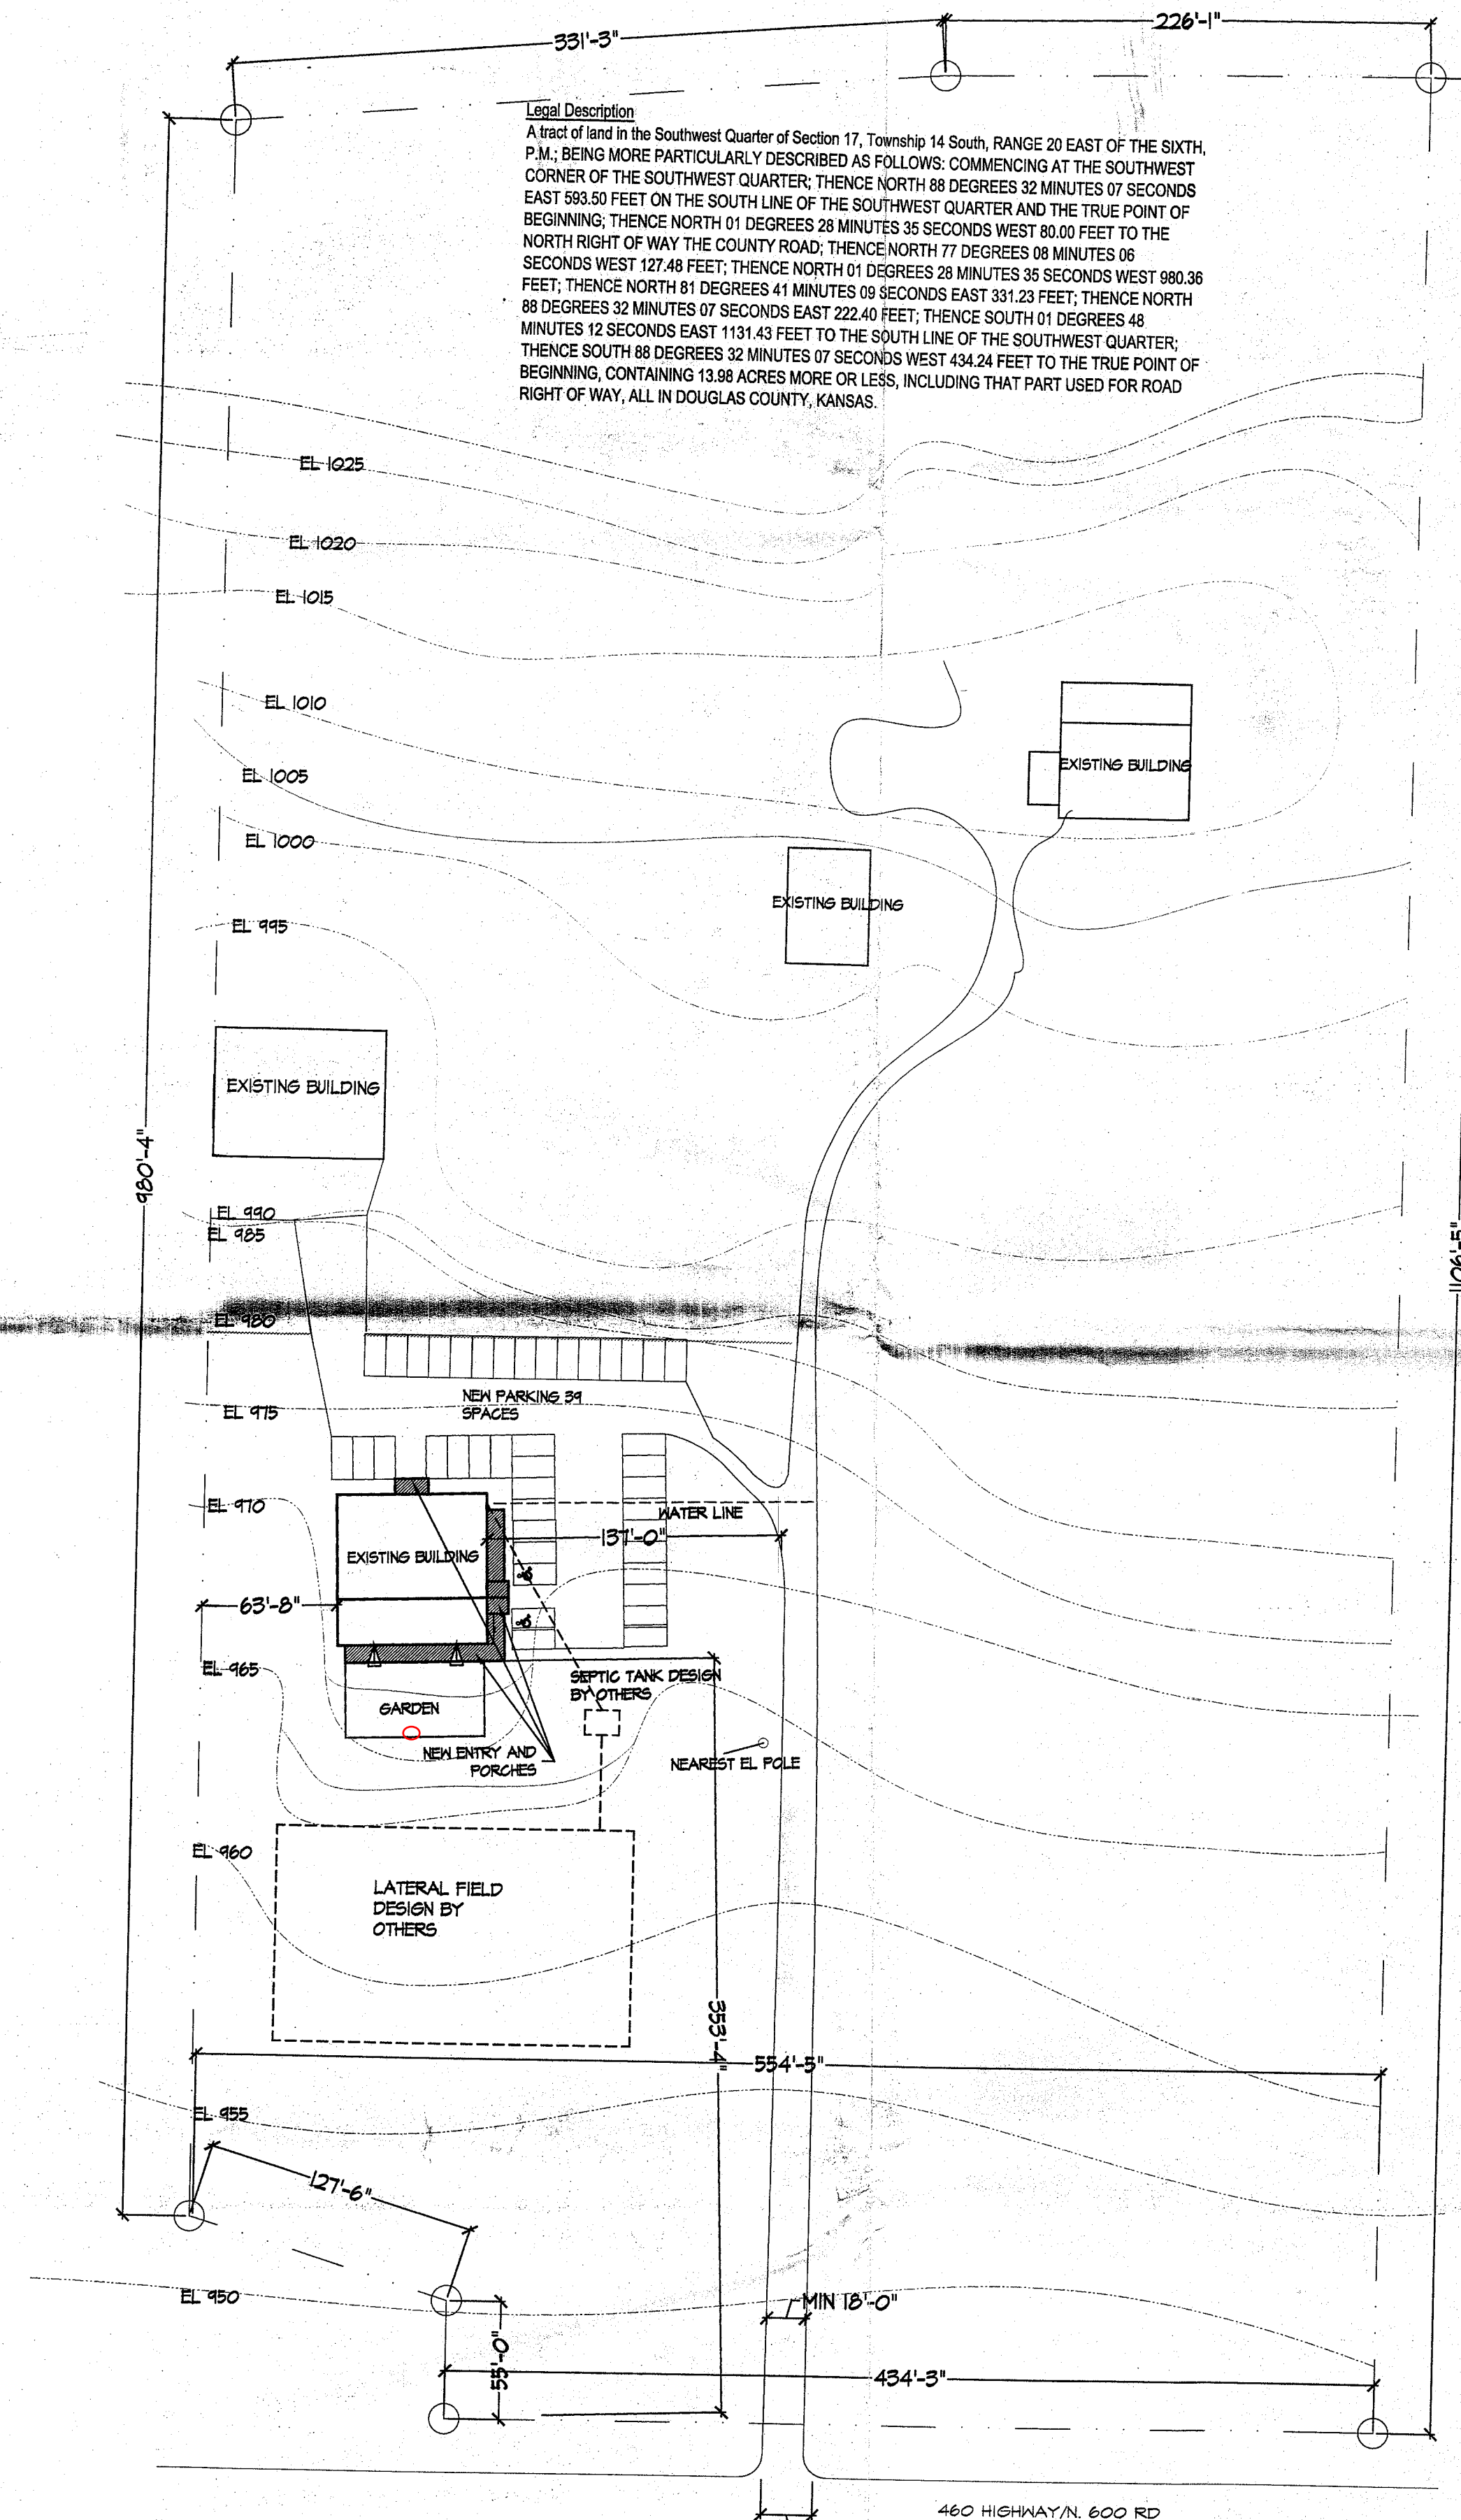 331'-3"
226'-1"
Legal Description
A tract of land in the Southwest Quarter of Section 17, Township 14 South, RANGE 20 EAST OF THE SIXTH,
P.M.; BEING MORE PARTICULARLY DESCRIBED AS FOLLOWS: COMMENCING AT THE SOUTHWEST
CORNER OF THE SOUTHWEST QUARTER; THENCE NORTH 88 DEGREES 32 MINUTES 07 SECONDS
EAST 593.50 FEET ON THE SOUTH LINE OF THE SOUTHWEST QUARTER AND THE TRUE POINT OF
BEGINNING; THENCE NORTH 01 DEGREES 28 MINUTES 35 SECONDS WEST 80.00 FEET TO THE
NORTH RIGHT OF WAY THE COUNTY ROAD; THENCE NORTH 77 DEGREES 08 MINUTES 06
SECONDS WEST 127.48 FEET; THENCE NORTH 01 DEGREES 28 MINUTES 35 SECONDS WEST 980.36
FEET; THENCE NORTH 81 DEGREES 41 MINUTES 09 SECONDS EAST 331.23 FEET; THENCE NORTH
88 DEGREES 32 MINUTES 07 SECONDS EAST 222.40 FEET; THENCE SOUTH 01 DEGREES 48
MINUTES 12 SECONDS EAST 1131.43 FEET TO THE SOUTH LINE OF THE SOUTHWEST QUARTER;
THENCE SOUTH 88 DEGREES 32 MINUTES 07 SECONDS WEST 434.24 FEET TO THE TRUE POINT OF
BEGINNING, CONTAINING 13.98 ACRES MORE OR LESS, INCLUDING THAT PART USED FOR ROAD
RIGHT OF WAY, ALL IN DOUGLAS COUNTY, KANSAS.
EL 1025
EL 1020
EL 1015
EL 1010
EL 1005
EXISTING BUILDING
EL 1000
EXISTING BUILDING
EL 995
EXISTING BUILDING
980'-4"
EL 990
EL 985
1106'-5"
EL 980
NEW PARKING 39
SPACES
EL 975
EL 970
WATER LINE
137'-0"
EXISTING BUILDING
63'-8"
EL 965
SEPTIC TANK DESIGN
BY OTHERS
GARDEN
NEW ENTRY AND
PORCHES
NEAREST EL POLE
EL 960
LATERAL FIELD
DESIGN BY
OTHERS
353'-4"
554'-5"
EL 955
127'-6"
EL 950
MIN 18'-0"
55'-0"
434'-3"
460 HIGHWAY/N. 600 RD